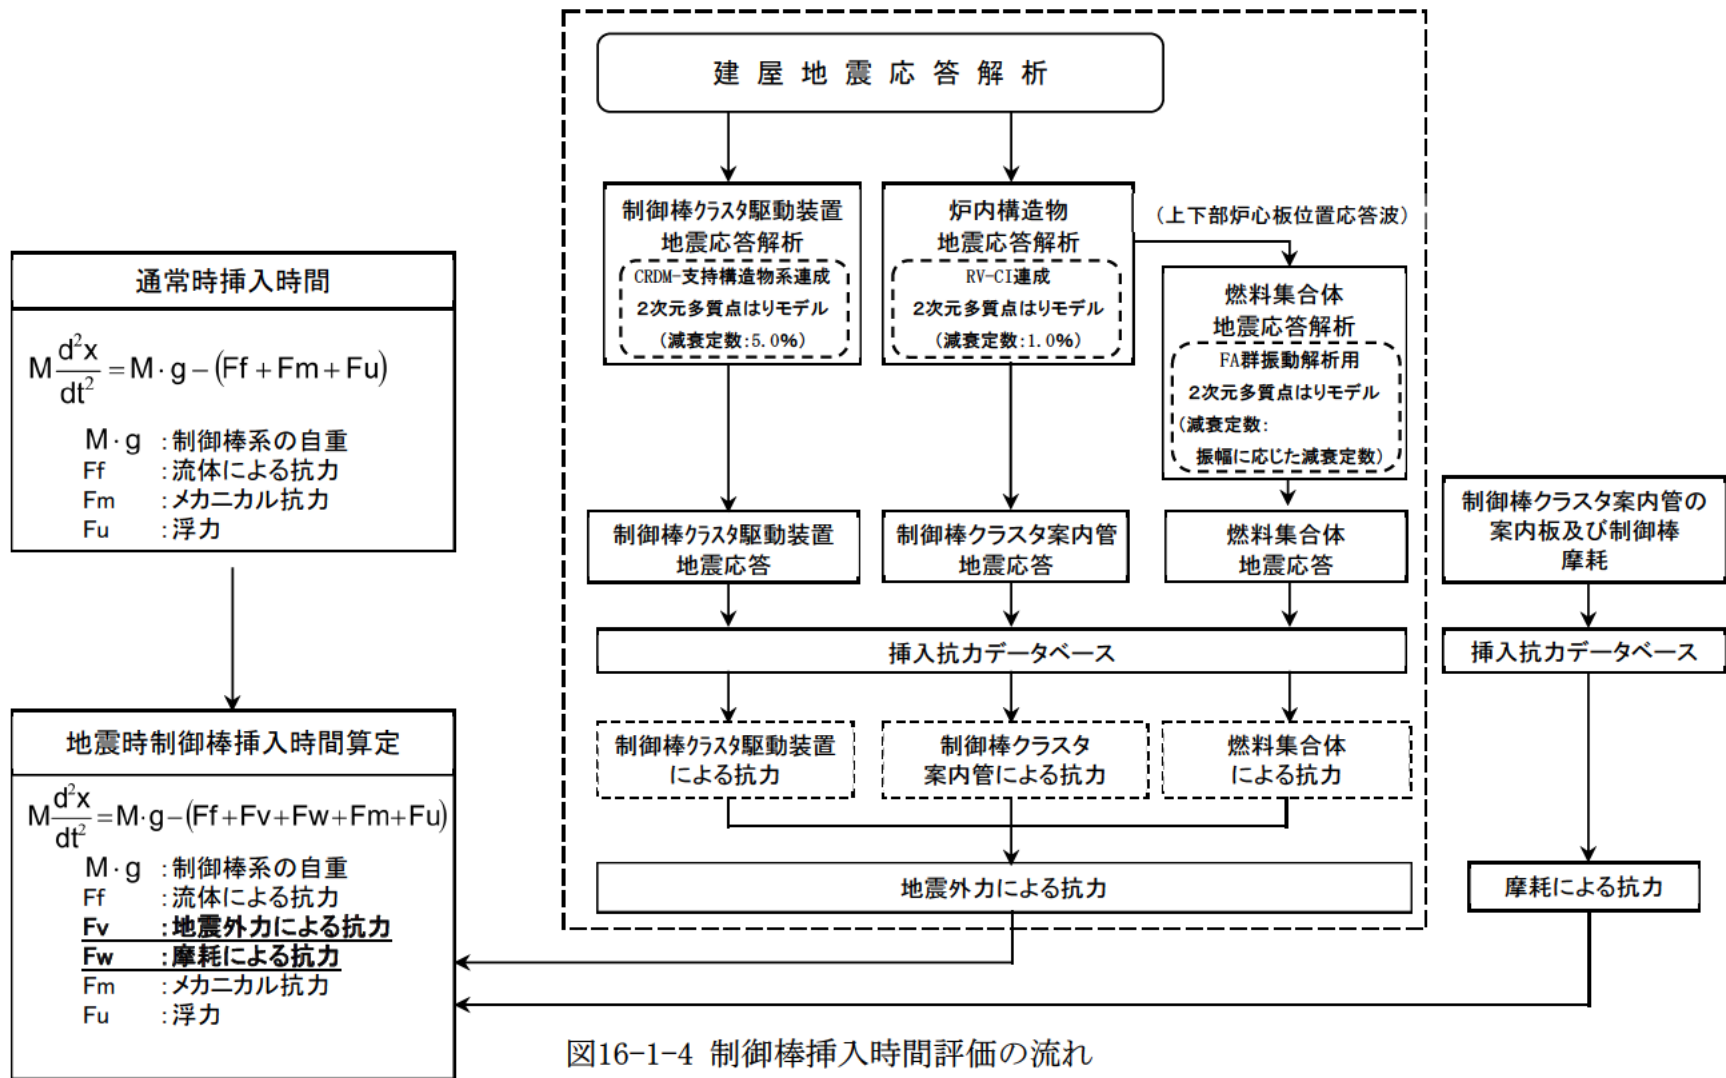 建屋地震応答解析
制御棒クラスタ駆動装置
地震応答解析
CRDM-支持構造物系連成
2次元多質点はりモデル
(減衰定数:5.0%)
炉内構造物
地震応答解析
RV-CI連成
2次元多質点はりモデル
(減衰定数:1.0%)
(上下部炉心板位置応答波)
燃料集合体
地震応答解析
FA群振動解析用
2次元多質点はりモデル
(減衰定数:
振幅に応じた減衰定数)
通常時挿入時間
M d²x/dt² = M・g − (Ff + Fm + Fu)
M・g :制御棒系の自重
Ff :流体による抗力
Fm :メカニカル抗力
Fu :浮力
制御棒クラスタ駆動装置
地震応答
制御棒クラスタ案内管
地震応答
燃料集合体
地震応答
制御棒クラスタ案内管の
案内板及び制御棒
摩耗
挿入抗力データベース
挿入抗力データベース
制御棒クラスタ駆動装置
による抗力
制御棒クラスタ
案内管による抗力
燃料集合体
による抗力
地震外力による抗力
摩耗による抗力
地震時制御棒挿入時間算定
M d²x/dt² = M・g − (Ff + Fv + Fw + Fm + Fu)
M・g :制御棒系の自重
Ff :流体による抗力
Fv :地震外力による抗力
Fw :摩耗による抗力
Fm :メカニカル抗力
Fu :浮力
図16-1-4 制御棒挿入時間評価の流れ